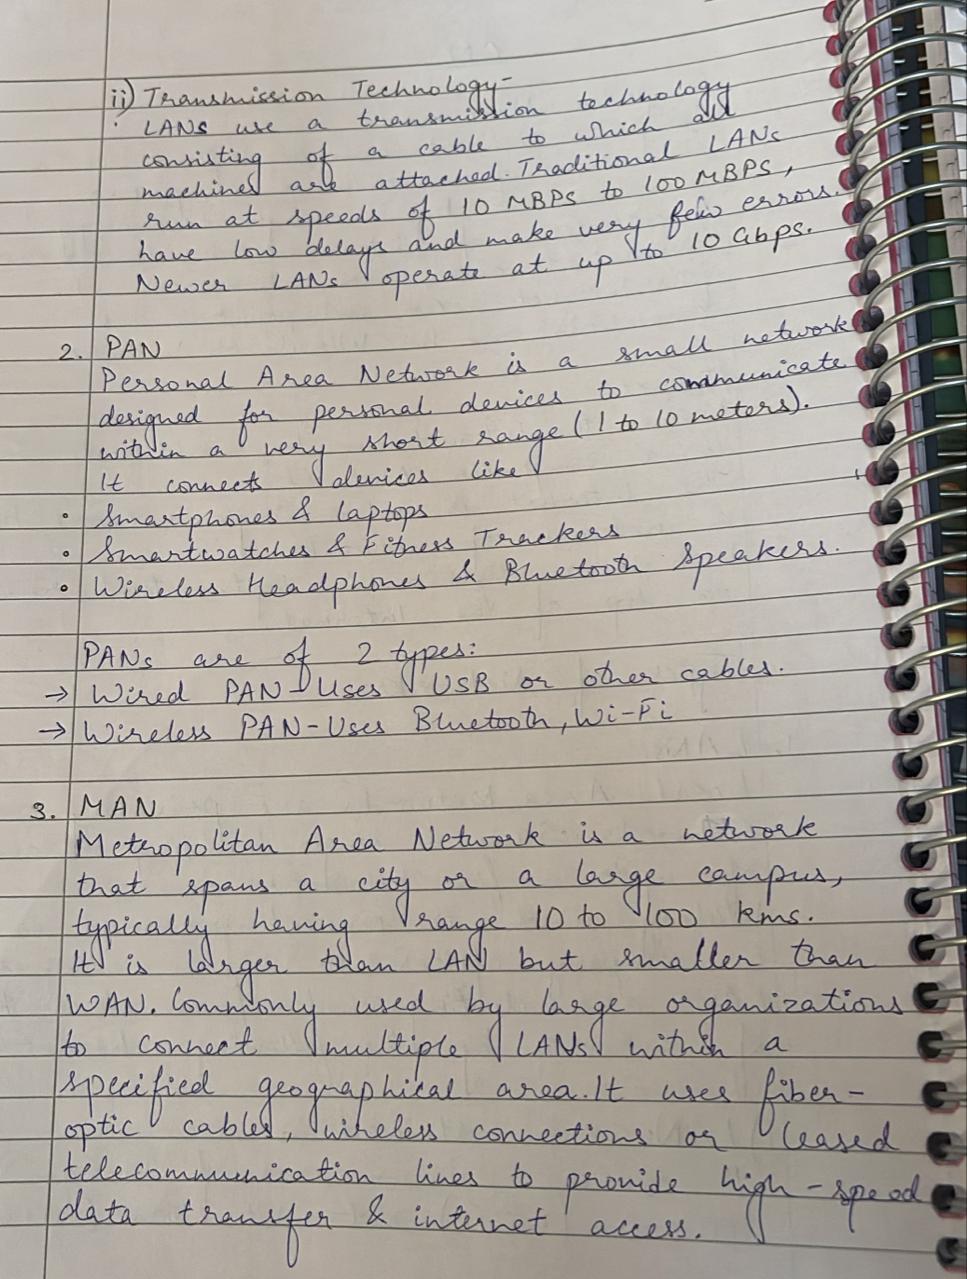 ii) Transmission Technology-
LANs use a transmission technology
consisting of a cable to which all
machines are attached. Traditional LANs
run at speeds of 10 MBPS to 100 MBPS,
have low delays and make very few errors.
Newer LANs operate at up to 10 Gbps.
2. PAN
Personal Area Network is a small network
designed for personal devices to communicate
within a very short range (1 to 10 meters).
It connects devices like
• Smartphones & laptops
• Smartwatches & Fitness Trackers
• Wireless Headphones & Bluetooth Speakers.
PANs are of 2 types:
→ Wired PAN - Uses USB or other cables.
→ Wireless PAN - Uses Bluetooth, Wi-Fi
3. MAN
Metropolitan Area Network is a network
that spans a city or a large campus,
typically having range 10 to 100 kms.
It is larger than LAN but smaller than
WAN. Commonly used by large organizations
to connect multiple LANs within a
specified geographical area. It uses fiber-
optic cables, wireless connections or leased
telecommunication lines to provide high-speed
data transfer & internet access.